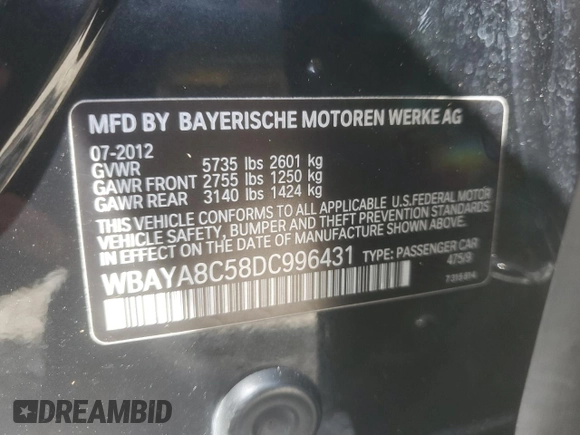 MFD BY BAYERISCHE MOTOREN WERKE AG
07-2012
GVWR 5735 lbs 2601 kg
GAWR FRONT 2755 lbs 1250 kg
GAWR REAR 3140 lbs 1424 kg
THIS VEHICLE CONFORMS TO ALL APPLICABLE U.S.FEDERAL MOTOR
VEHICLE SAFETY, BUMPER AND THEFT PREVENTION STANDARDS
IN EFFECT ON THE DATE OF MANUFACTURE SHOWN ABOVE.
WBAYA8C58DC996431 TYPE: PASSENGER CAR
475/9
DREAMBID